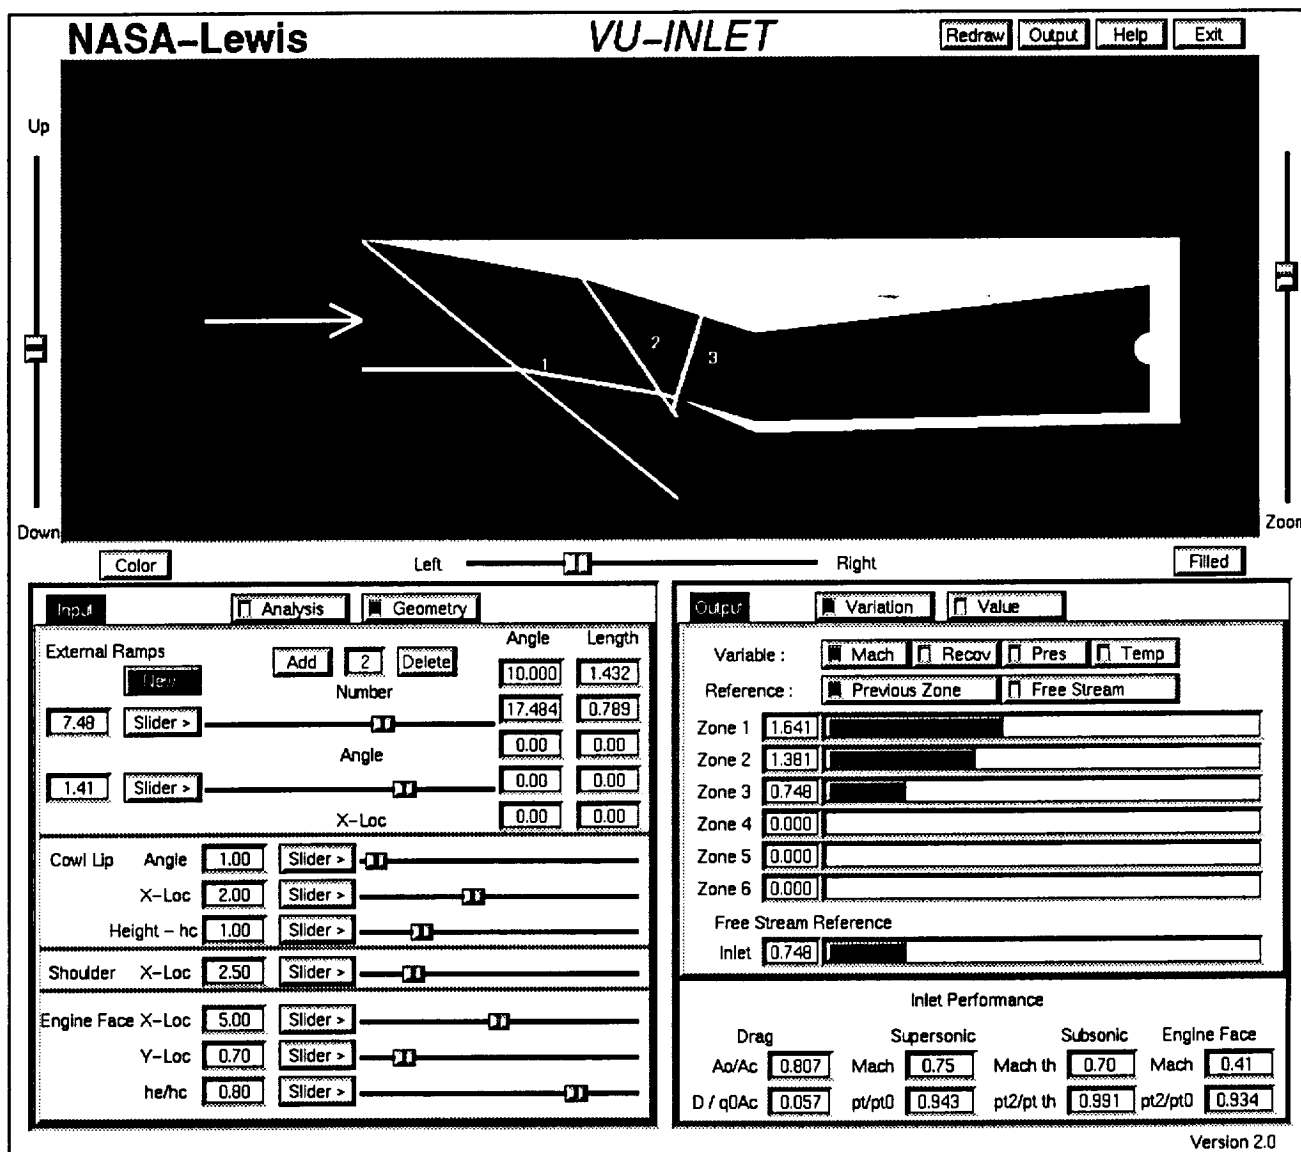 NASA-Lewis VU-INLET Redraw Output Help Exit
Up
2
1 3
Down Zoom
Color Left Right Filled
Input Analysis Geometry
External Ramps Angle Length
New Add 2 Delete 10.000 1.432
Number
7.48 Slider > 17.484 0.789
Angle 0.00 0.00
1.41 Slider > 0.00 0.00
X-Loc 0.00 0.00
Cowl Lip Angle 1.00 Slider >
X-Loc 2.00 Slider >
Height - hc 1.00 Slider >
Shoulder X-Loc 2.50 Slider >
Engine Face X-Loc 5.00 Slider >
Y-Loc 0.70 Slider >
he/hc 0.80 Slider >
Output Variation Value
Variable : Mach Recov Pres Temp
Reference : Previous Zone Free Stream
Zone 1 1.641
Zone 2 1.381
Zone 3 0.748
Zone 4 0.000
Zone 5 0.000
Zone 6 0.000
Free Stream Reference
Inlet 0.748
Inlet Performance
Drag Supersonic Subsonic Engine Face
Ao/Ac 0.807 Mach 0.75 Mach th 0.70 Mach 0.41
D / q0Ac 0.057 pt/pt0 0.943 pt2/pt th 0.991 pt2/pt0 0.934
Version 2.0